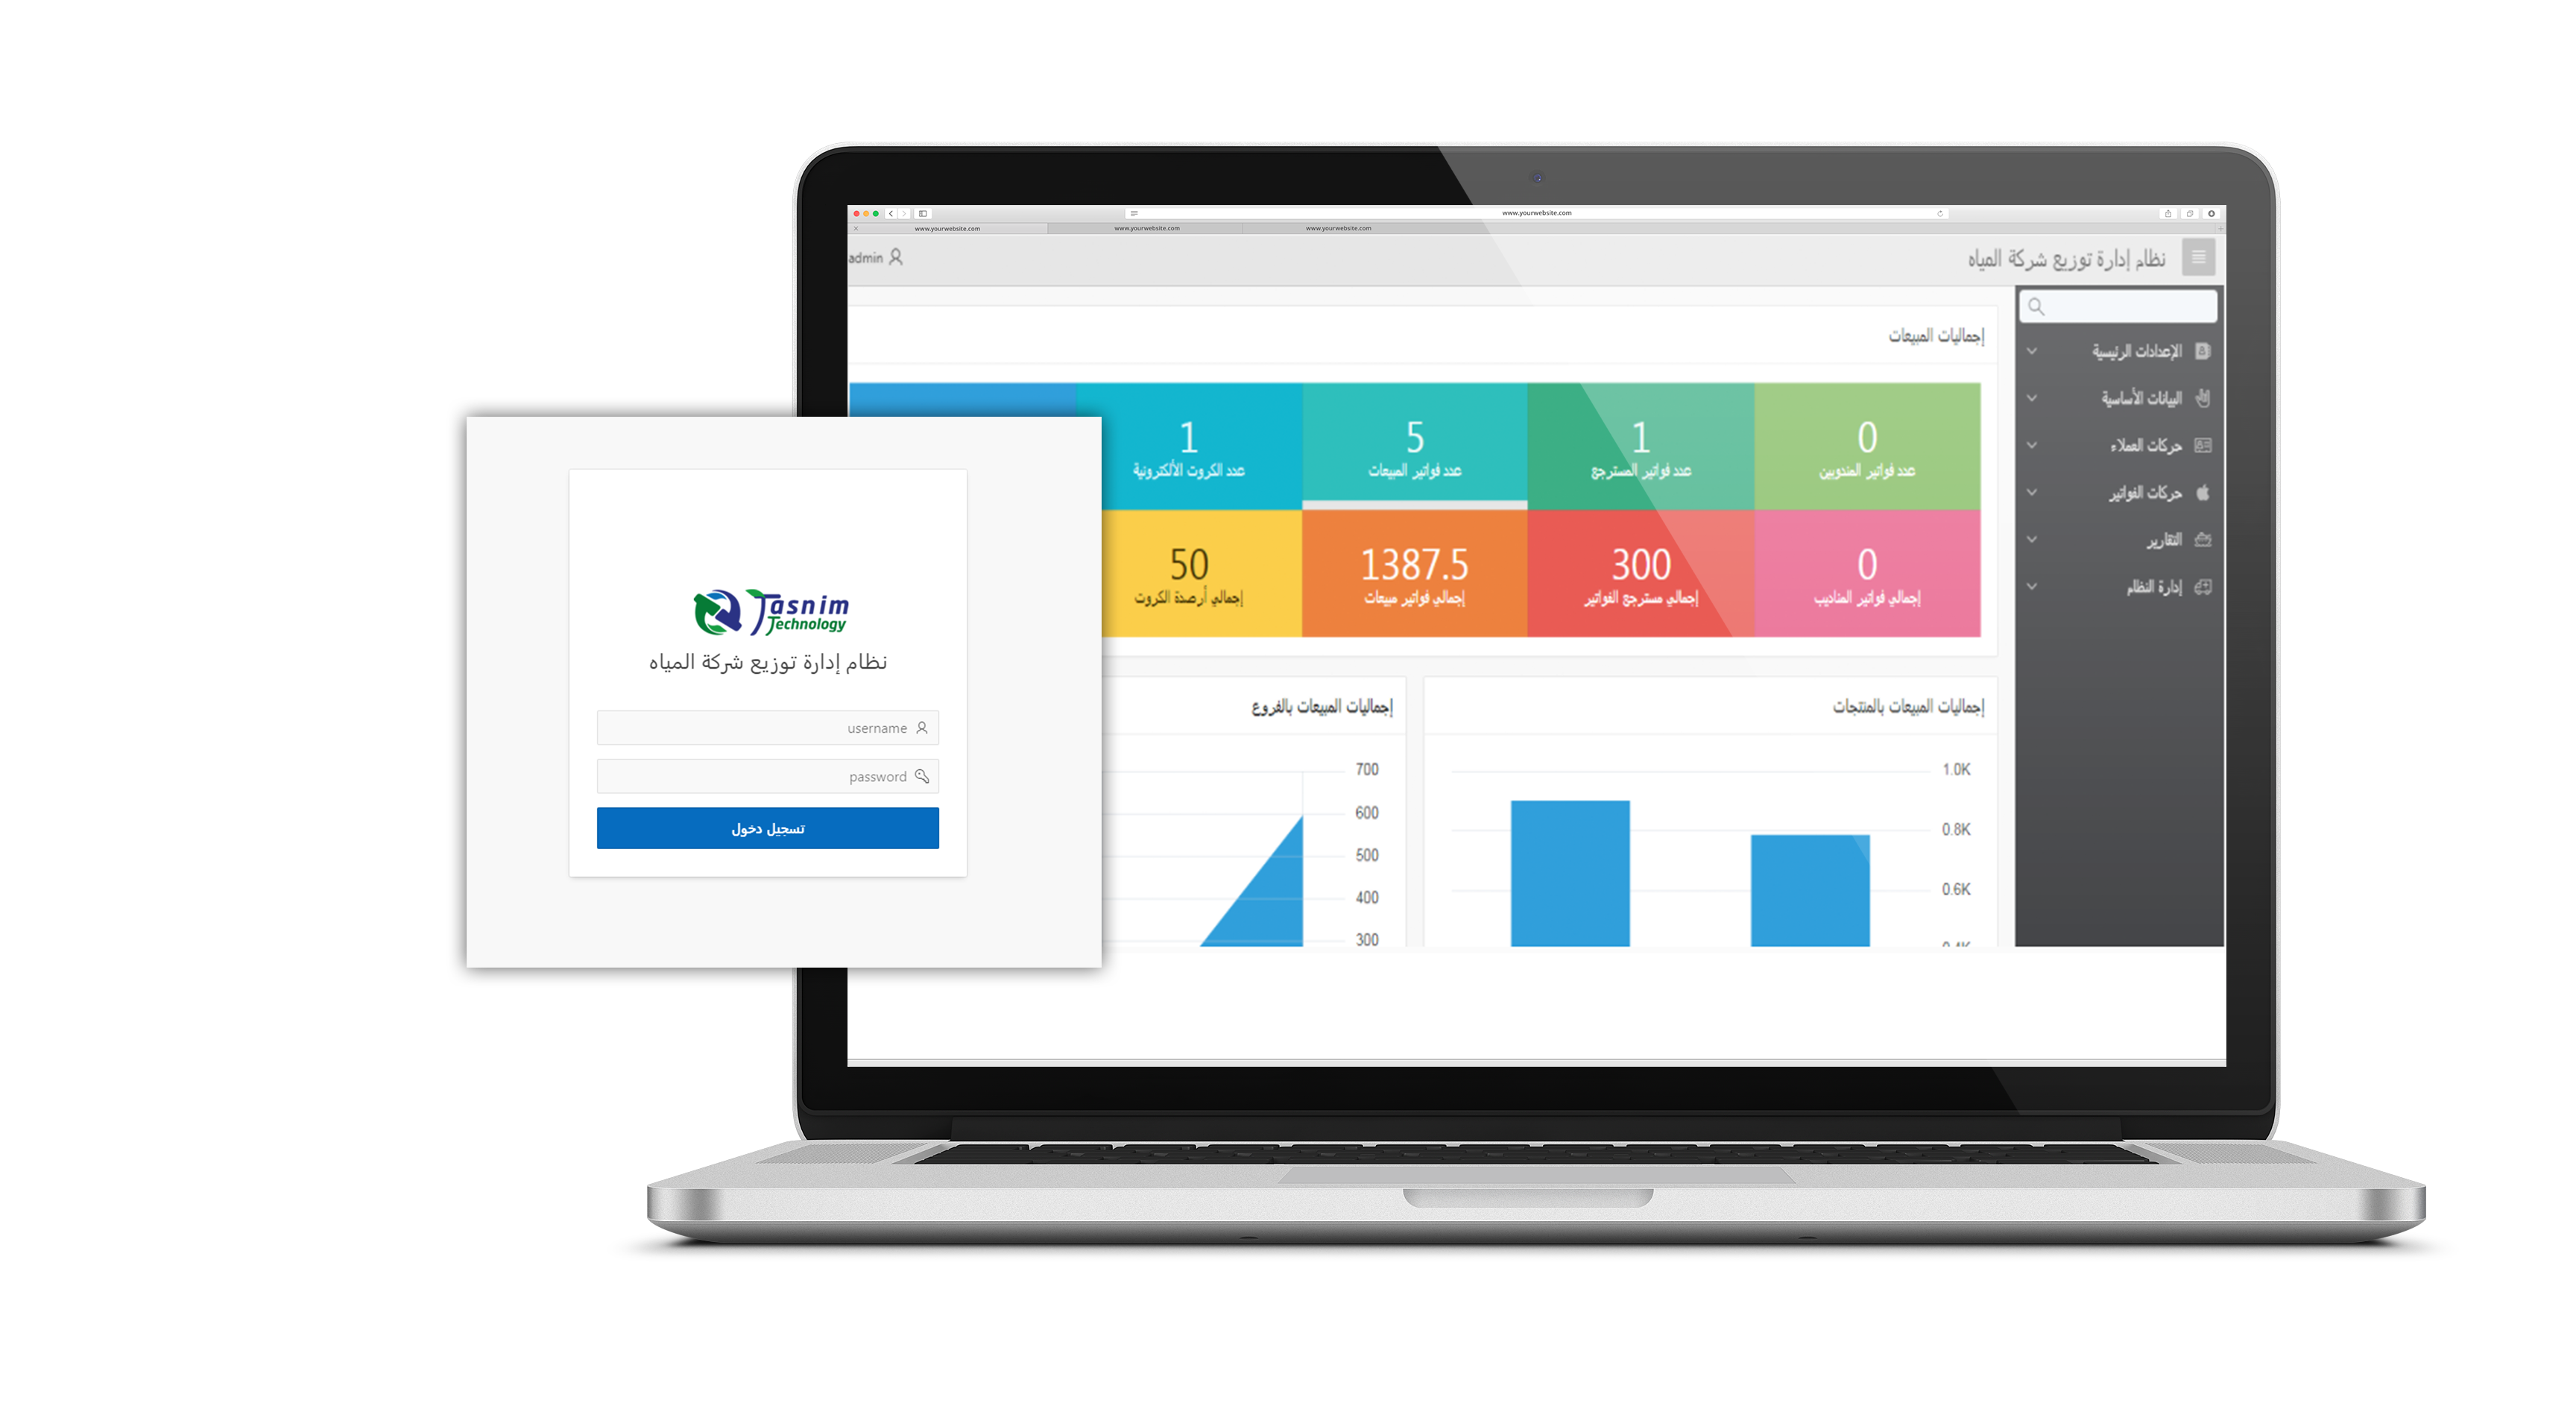 www.yourwebsite.com
www.yourwebsite.com
www.yourwebsite.com
www.yourwebsite.com
نظام إدارة توزيع شركة المياه
admin
الإعدادات الرئيسية
البيانات الأساسية
حركات العملاء
حركات الفواتير
التقارير
إدارة النظام
إجماليات المبيعات
0
عدد فواتير المندوبين
1
عدد فواتير المسترجع
5
عدد فواتير المبيعات
1
عدد الكروت الألكترونية
0
إجمالي فواتير المناديب
300
إجمالي مسترجع الفواتير
1387.5
إجمالي فواتير مبيعات
50
إجمالي أرصدة الكروت
إجماليات المبيعات بالمنتجات
1.0K
0.8K
0.6K
0.4K
إجماليات المبيعات بالفروع
700
600
500
400
300
Tasnim
Technology
نظام إدارة توزيع شركة المياه
username
password
تسجيل دخول